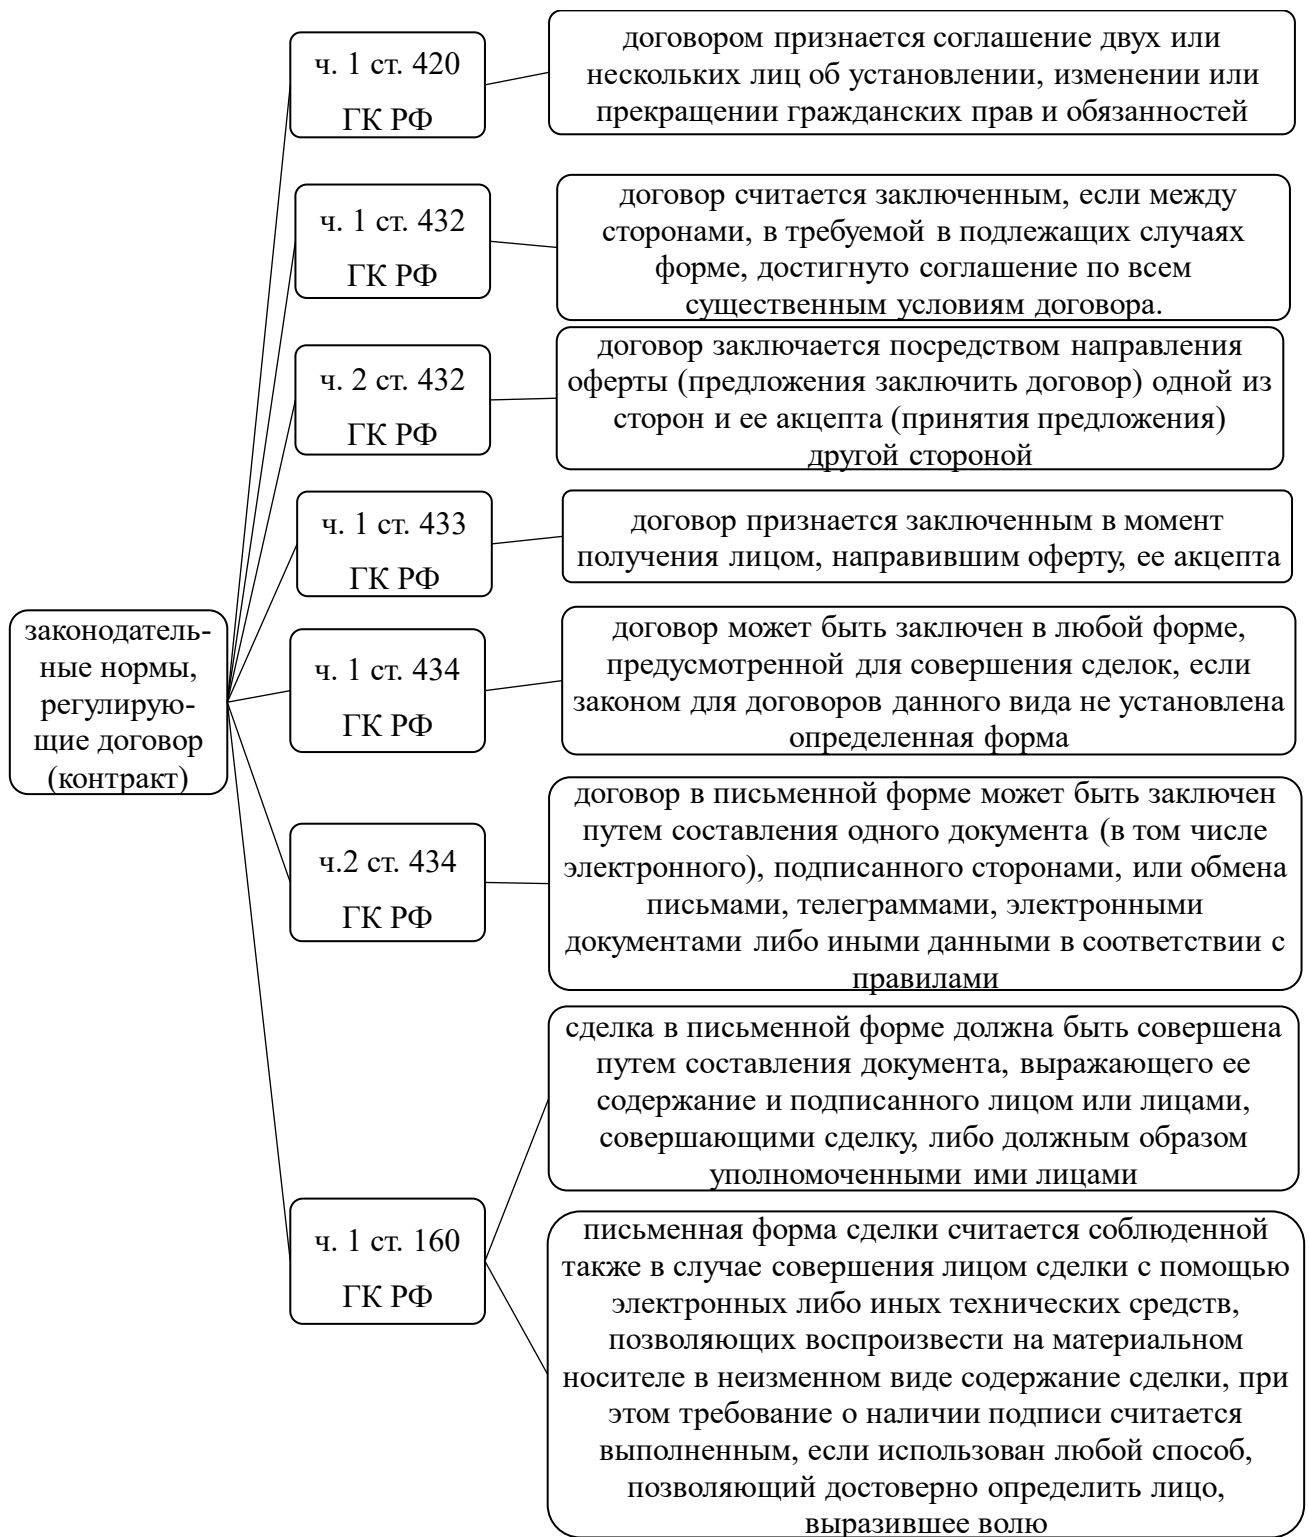 законодатель-
ные нормы,
регулирую-
щие договор
(контракт)
ч. 1 ст. 420
ГК РФ
договором признается соглашение двух или
нескольких лиц об установлении, изменении или
прекращении гражданских прав и обязанностей
ч. 1 ст. 432
ГК РФ
договор считается заключенным, если между
сторонами, в требуемой в подлежащих случаях
форме, достигнуто соглашение по всем
существенным условиям договора.
ч. 2 ст. 432
ГК РФ
договор заключается посредством направления
оферты (предложения заключить договор) одной из
сторон и ее акцепта (принятия предложения)
другой стороной
ч. 1 ст. 433
ГК РФ
договор признается заключенным в момент
получения лицом, направившим оферту, ее акцепта
ч. 1 ст. 434
ГК РФ
договор может быть заключен в любой форме,
предусмотренной для совершения сделок, если
законом для договоров данного вида не установлена
определенная форма
ч.2 ст. 434
ГК РФ
договор в письменной форме может быть заключен
путем составления одного документа (в том числе
электронного), подписанного сторонами, или обмена
письмами, телеграммами, электронными
документами либо иными данными в соответствии с
правилами
ч. 1 ст. 160
ГК РФ
сделка в письменной форме должна быть совершена
путем составления документа, выражающего ее
содержание и подписанного лицом или лицами,
совершающими сделку, либо должным образом
уполномоченными ими лицами
письменная форма сделки считается соблюденной
также в случае совершения лицом сделки с помощью
электронных либо иных технических средств,
позволяющих воспроизвести на материальном
носителе в неизменном виде содержание сделки, при
этом требование о наличии подписи считается
выполненным, если использован любой способ,
позволяющий достоверно определить лицо,
выразившее волю